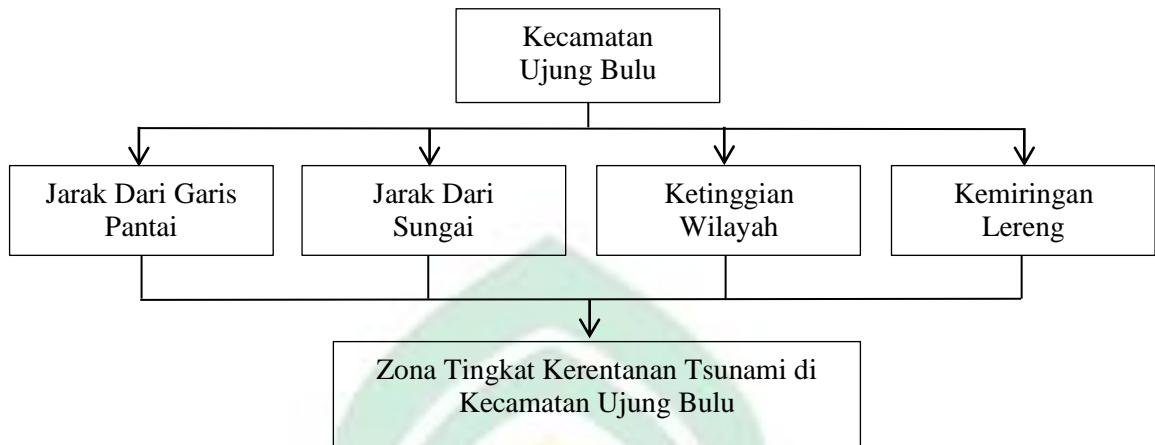 Kecamatan
Ujung Bulu
Jarak Dari Garis
Pantai
Jarak Dari
Sungai
Ketinggian
Wilayah
Kemiringan
Lereng
Zona Tingkat Kerentanan Tsunami di
Kecamatan Ujung Bulu